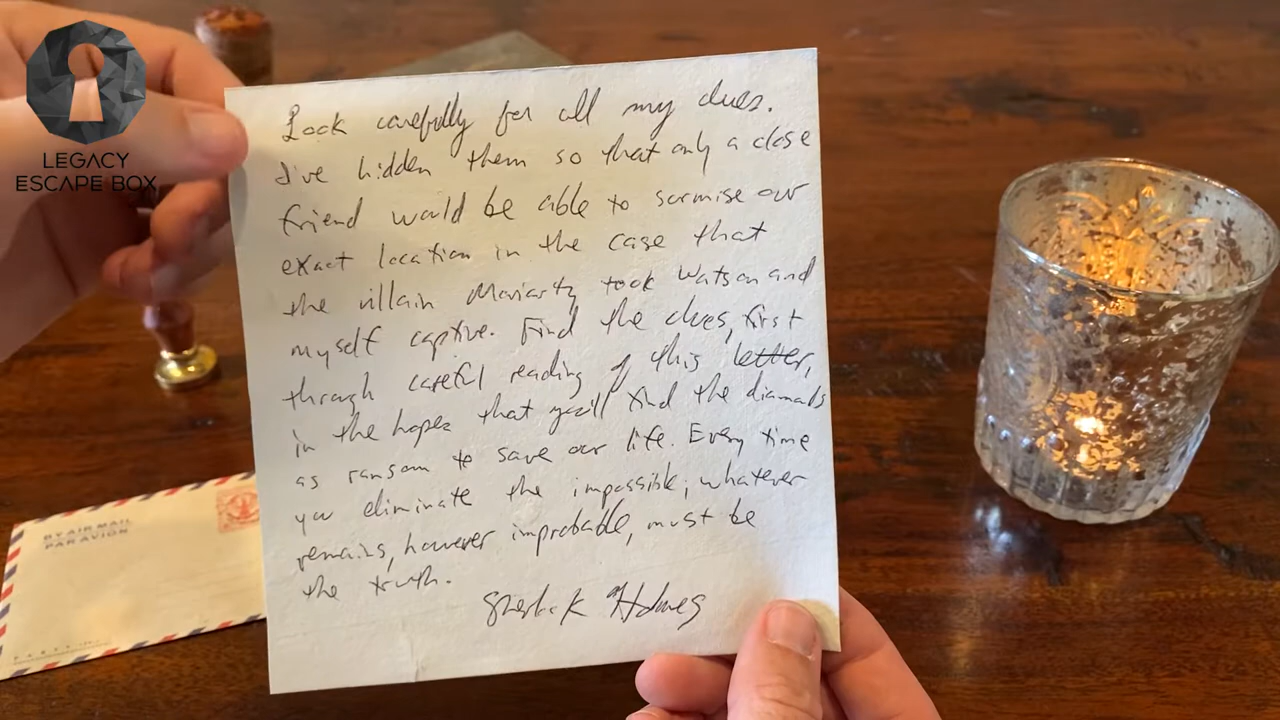 LEGACY
ESCAPE BOX
Look carefully for all my clues.
I've hidden them so that only a close
friend would be able to surmise our
exact location in the case that
the villain Moriarty took Watson and
myself captive. Find the clues, first
through careful reading of this letter,
in the hopes that you'll find the diamonds
as ransom to save our life. Every time
you eliminate the impossible, whatever
remains, however improbable, must be
the truth.
Sherlock Holmes
BY AIR MAIL
PAR AVION